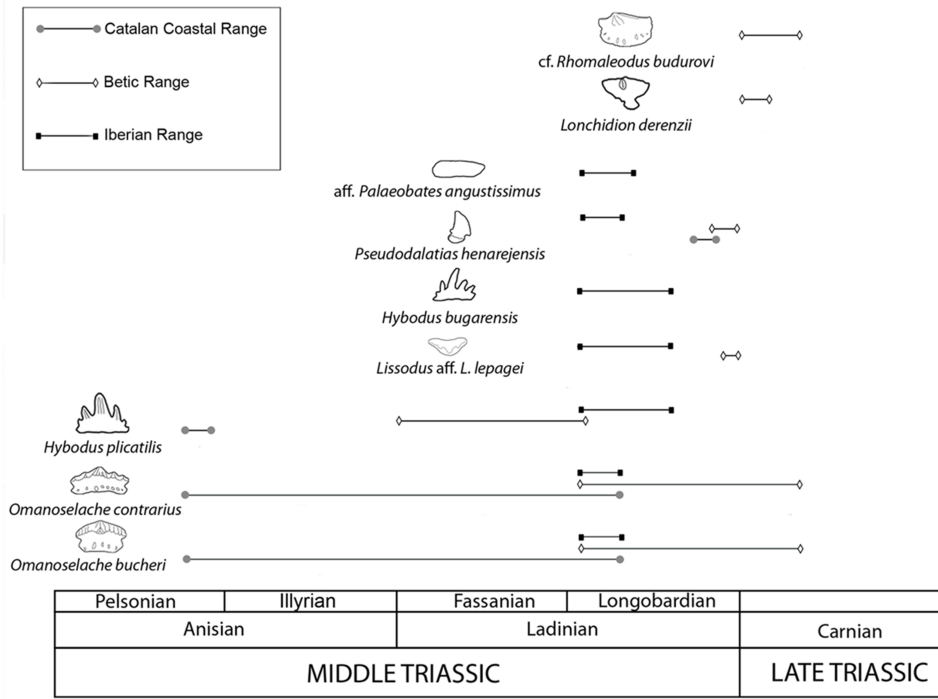 Catalan Coastal Range
Betic Range
Iberian Range
cf. Rhomaleodus budurovi
Lonchidion derenzii
aff. Palaeobates angustissimus
Pseudodalatias henarejensis
Hybodus bugarensis
Lissodus aff. L. lepagei
Hybodus plicatilis
Omanoselache contrarius
Omanoselache bucheri
Pelsonian Illyrian Fassanian Longobardian
Anisian Ladinian Carnian
MIDDLE TRIASSIC LATE TRIASSIC